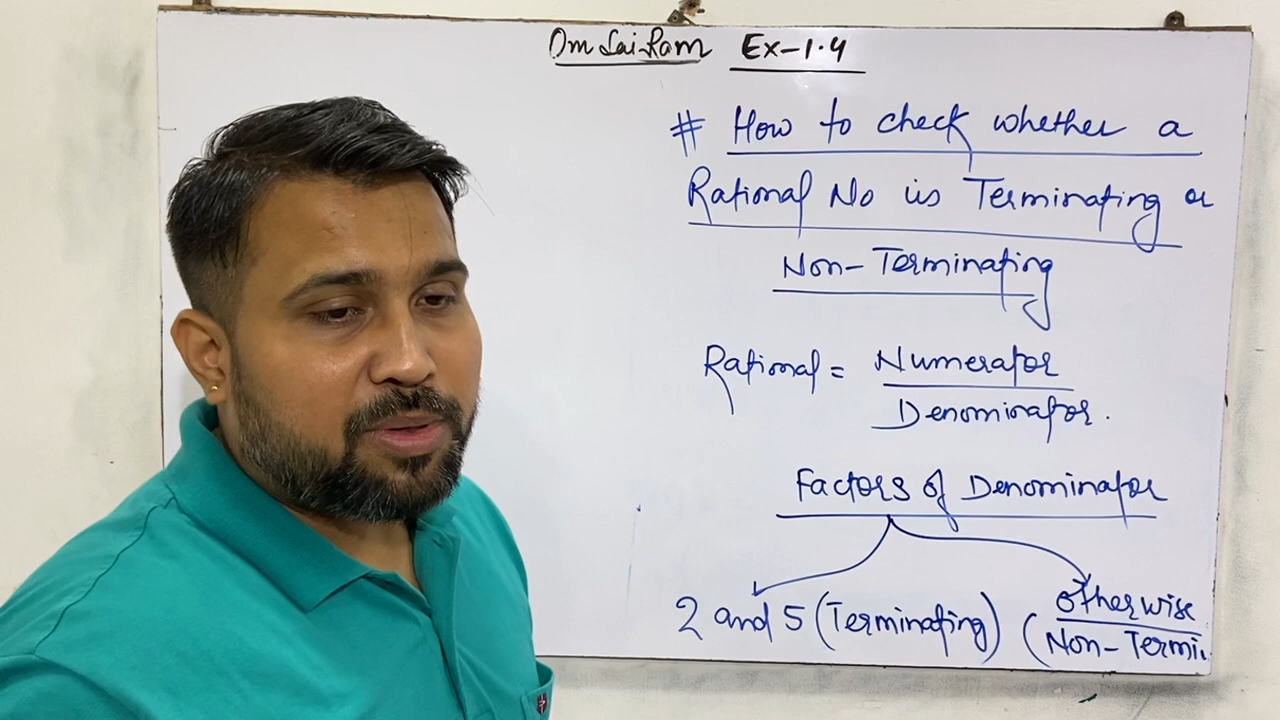 Om Sai Ram Ex-1.4
# How to check whether a
Rational No is Terminating or
Non-Terminating
Rational = Numerator
Denominator.
Factors of Denominator
2 and 5 (Terminating) (otherwise
Non-Termi.